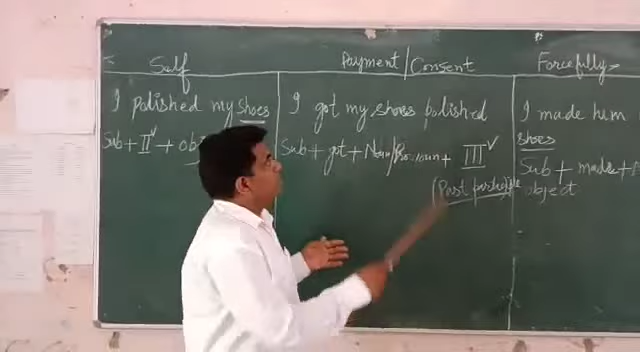 Self
I polished my shoes
Sub + II + obj
Payment/Consent
I got my shoes polished
Sub + got + Noun/Pronoun + III
(Past participle
Forcefully
I made him
shoes
Sub + made +
object